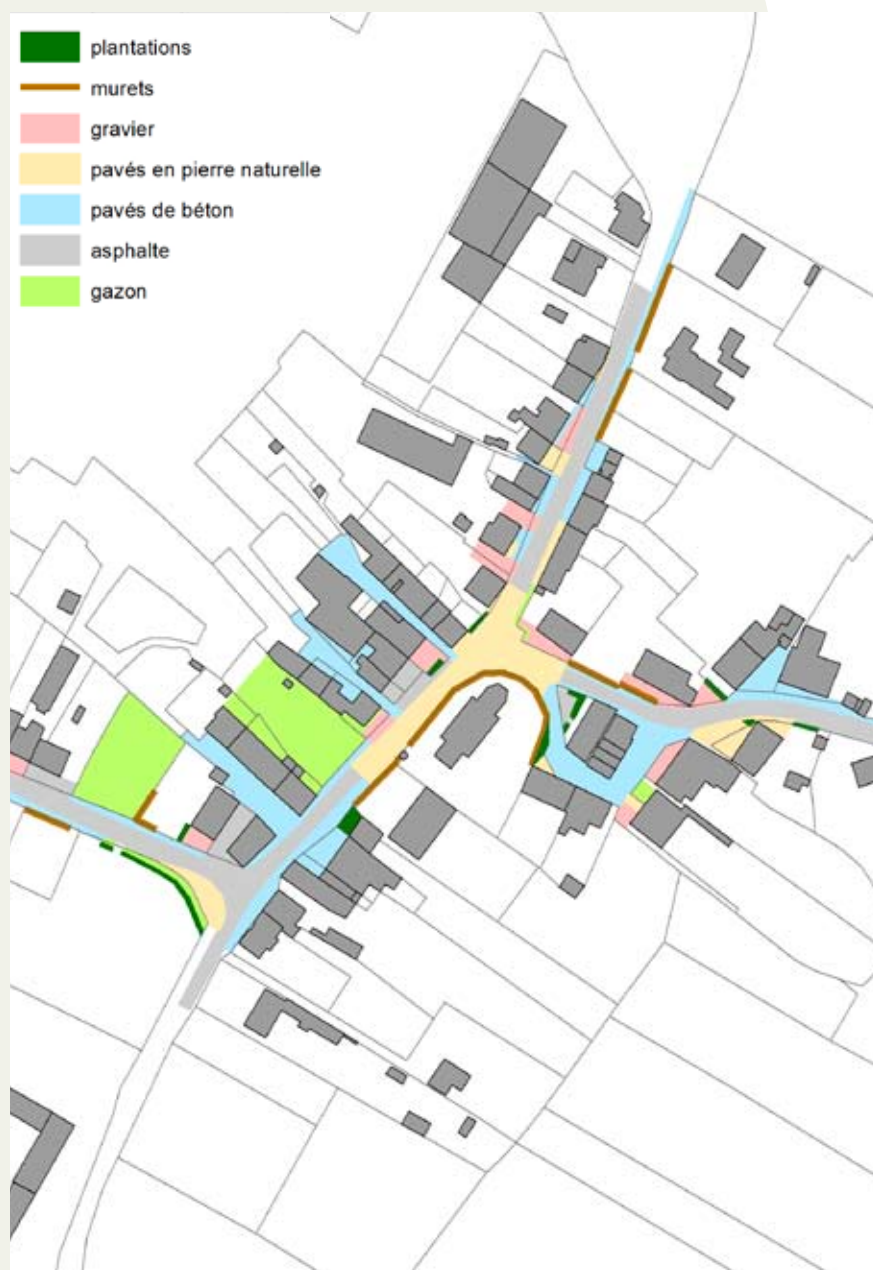 plantations
murets
gravier
pavés en pierre naturelle
pavés de béton
asphalte
gazon